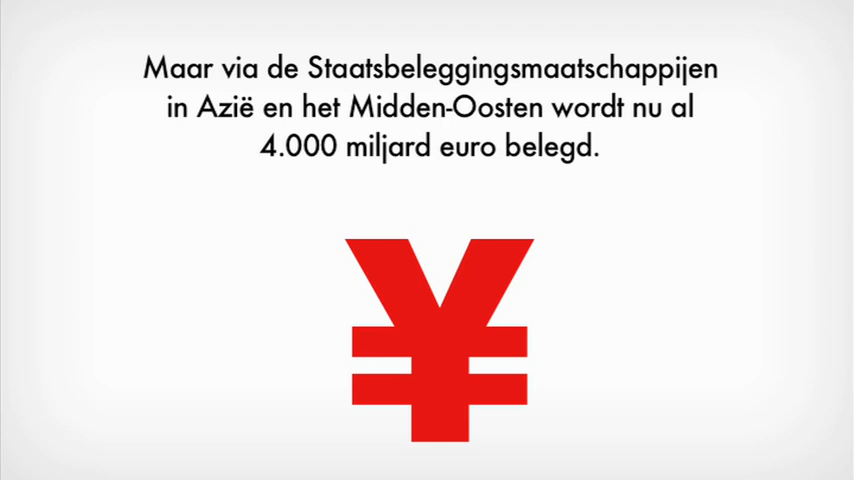 Maar via de Staatsbeleggingsmaatschappijen
in Azië en het Midden-Oosten wordt nu al
4.000 miljard euro belegd.
¥